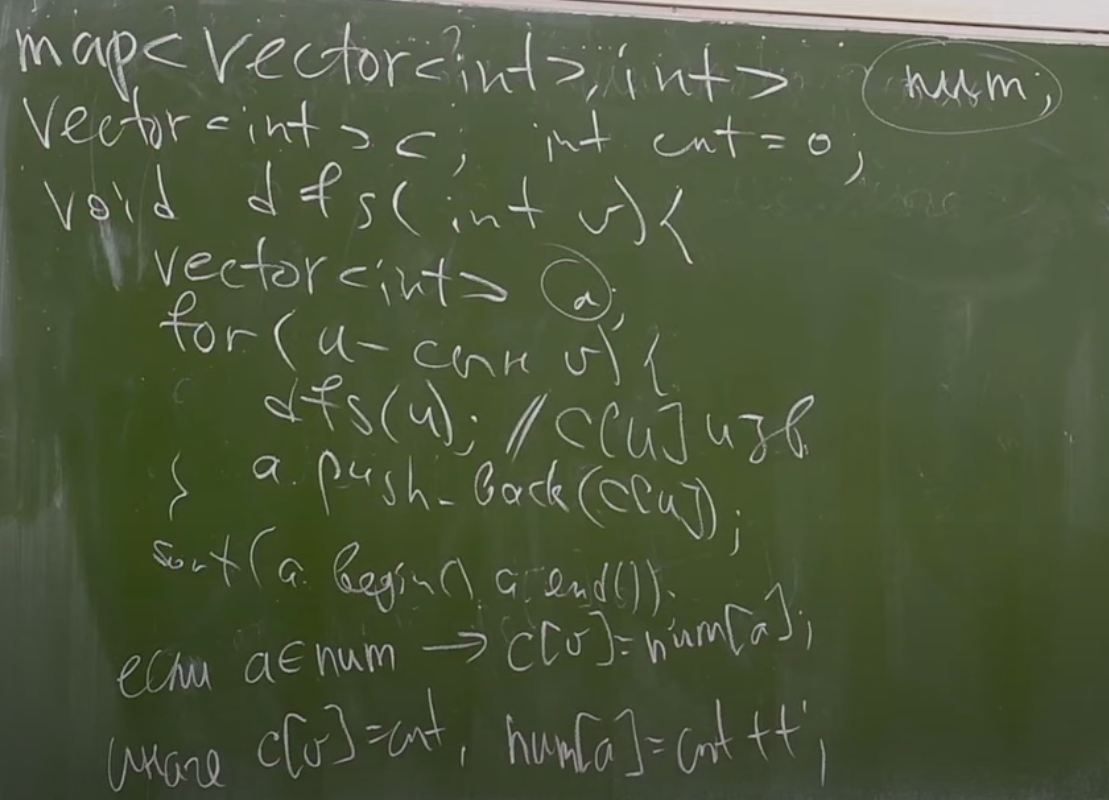 map<vector<int>,int> num;
vector<int> c; int cnt=0;
void dfs(int v){
vector<int> a;
for(u - сын v){
dfs(u); // c[u] изв
} a.push_back(c[u]);
sort(a.begin() a.end());
если a∈num → c[v]=num[a];
иначе c[v]=cnt, num[a]=cnt++;